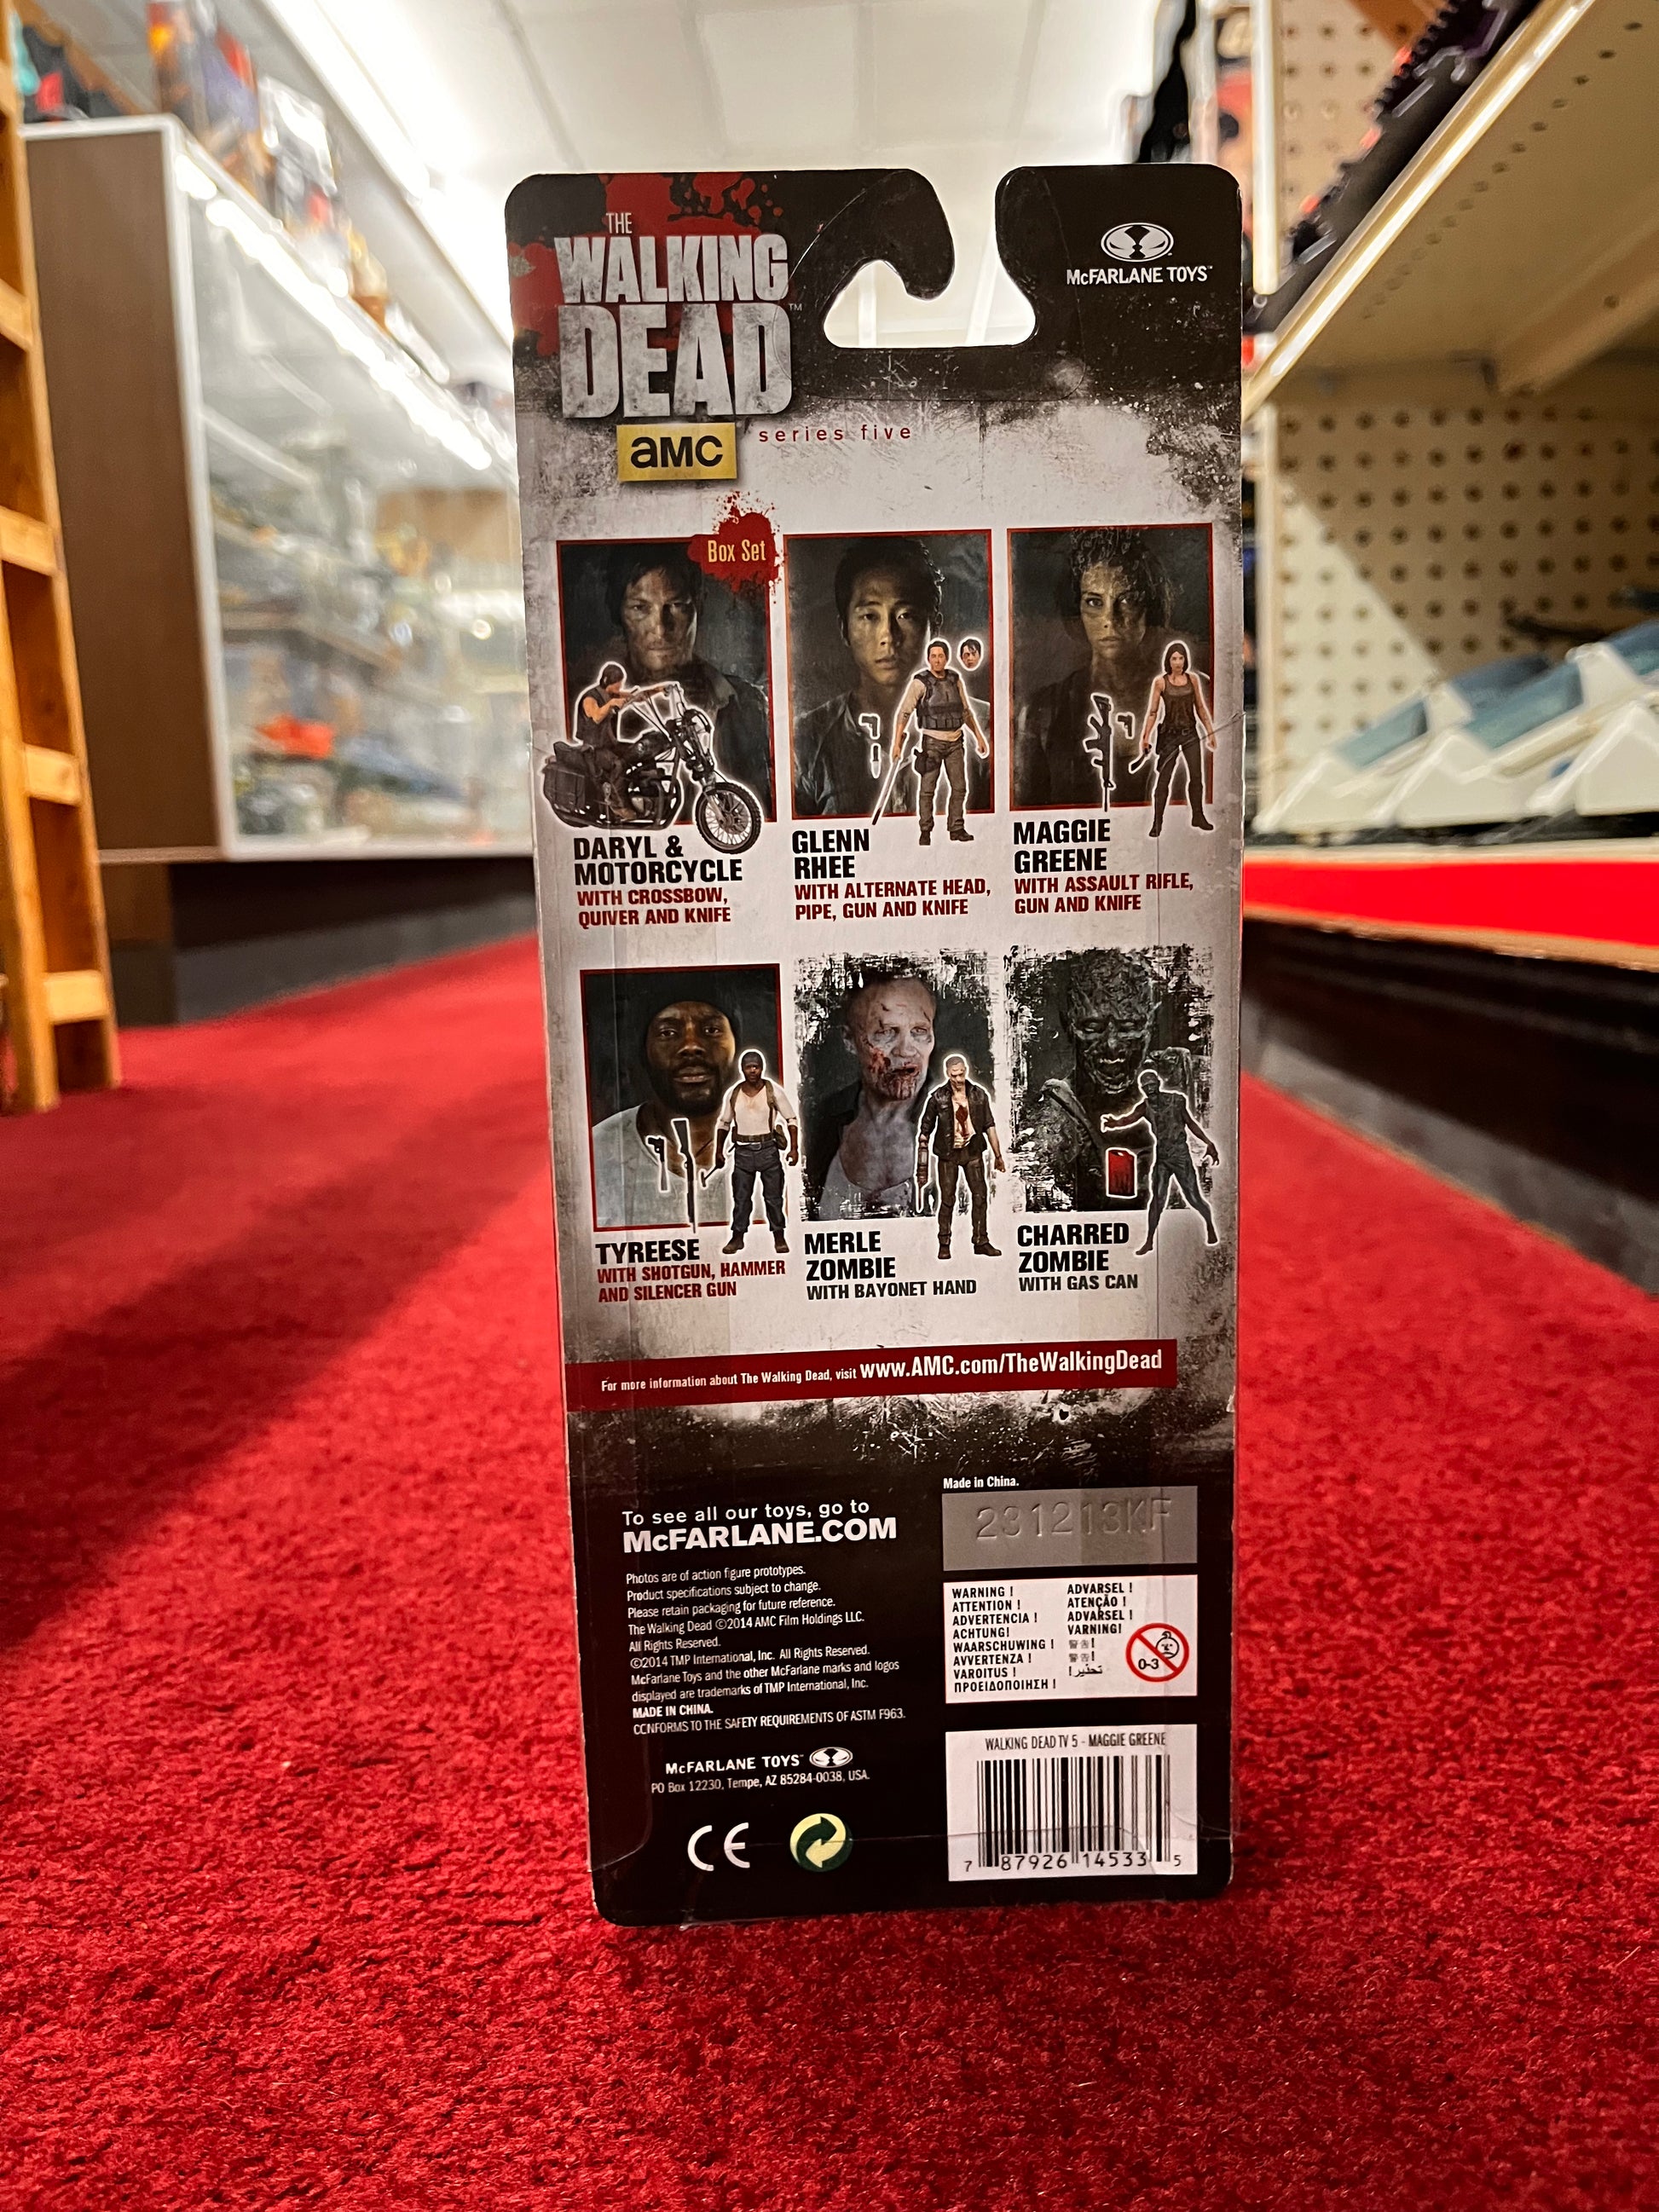 THE
WALKING
DEAD™
aMC
series five
McFARLANE TOYS™
Box Set
DARYL &
MOTORCYCLE
WITH CROSSBOW,
QUIVER AND KNIFE
GLENN
RHEE
WITH ALTERNATE HEAD,
PIPE, GUN AND KNIFE
MAGGIE
GREENE
WITH ASSAULT RIFLE,
GUN AND KNIFE
TYREESE
WITH SHOTGUN, HAMMER
AND SILENCER GUN
MERLE
ZOMBIE
WITH BAYONET HAND
CHARRED
ZOMBIE
WITH GAS CAN
For more information about The Walking Dead, visit www.AMC.com/TheWalkingDead
To see all our toys, go to
McFARLANE.COM
Photos are of action figure prototypes.
Product specifications subject to change.
Please retain packaging for future reference.
The Walking Dead ©2014 AMC Film Holdings LLC.
All Rights Reserved.
©2014 TMP International, Inc. All Rights Reserved.
McFarlane Toys and the other McFarlane marks and logos
displayed are trademarks of TMP International, Inc.
MADE IN CHINA.
CONFORMS TO THE SAFETY REQUIREMENTS OF ASTM F963.
McFARLANE TOYS™
PO Box 12230, Tempe, AZ 85284-0038, USA.
CE
Made in China.
231213KF
WARNING !
ATTENTION !
ADVERTENCIA !
ACHTUNG!
WAARSCHUWING !
AVVERTENZA !
VAROITUS !
ΠΡΟΕΙΔΟΠΟΙΗΣΗ !
ADVARSEL !
ATENÇÃO !
ADVARSEL !
VARNING!
تحذير!
0-3
WALKING DEAD TV 5 - MAGGIE GREENE
7 87926 14533 5